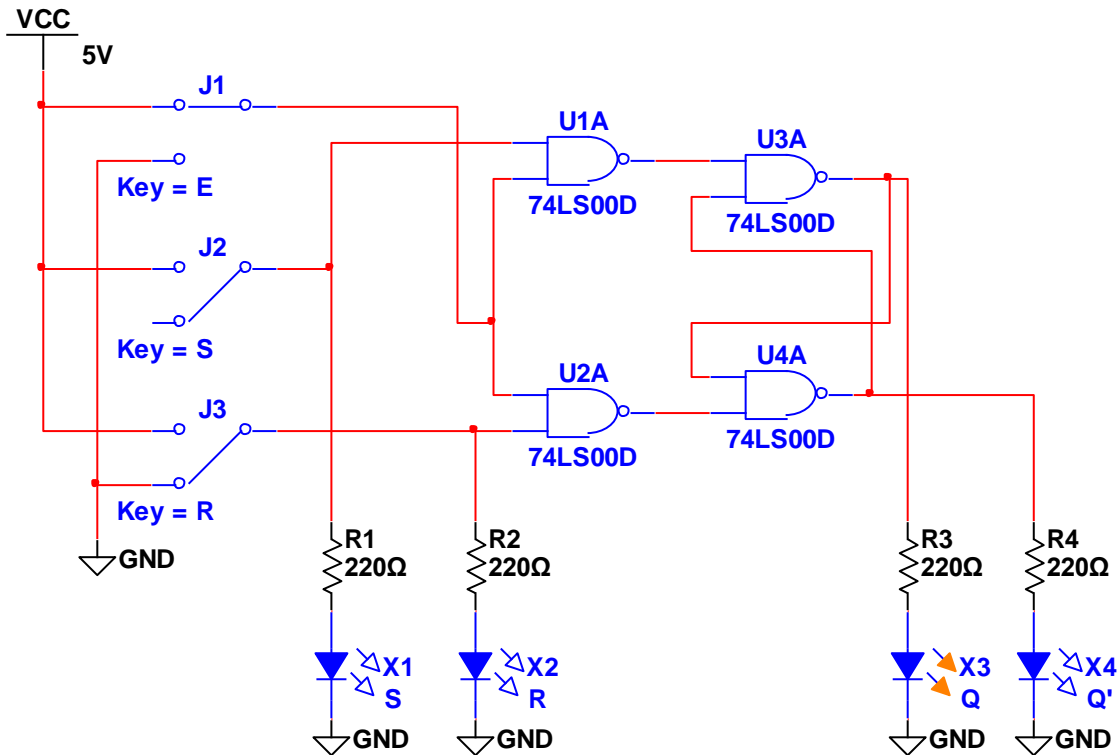 VCC
5V
J1
Key = E
J2
Key = S
J3
Key = R
GND
U1A
74LS00D
U3A
74LS00D
U2A
74LS00D
U4A
74LS00D
R1
220Ω
R2
220Ω
R3
220Ω
R4
220Ω
X1
S
X2
R
X3
Q
X4
Q'
GND
GND
GND
GND